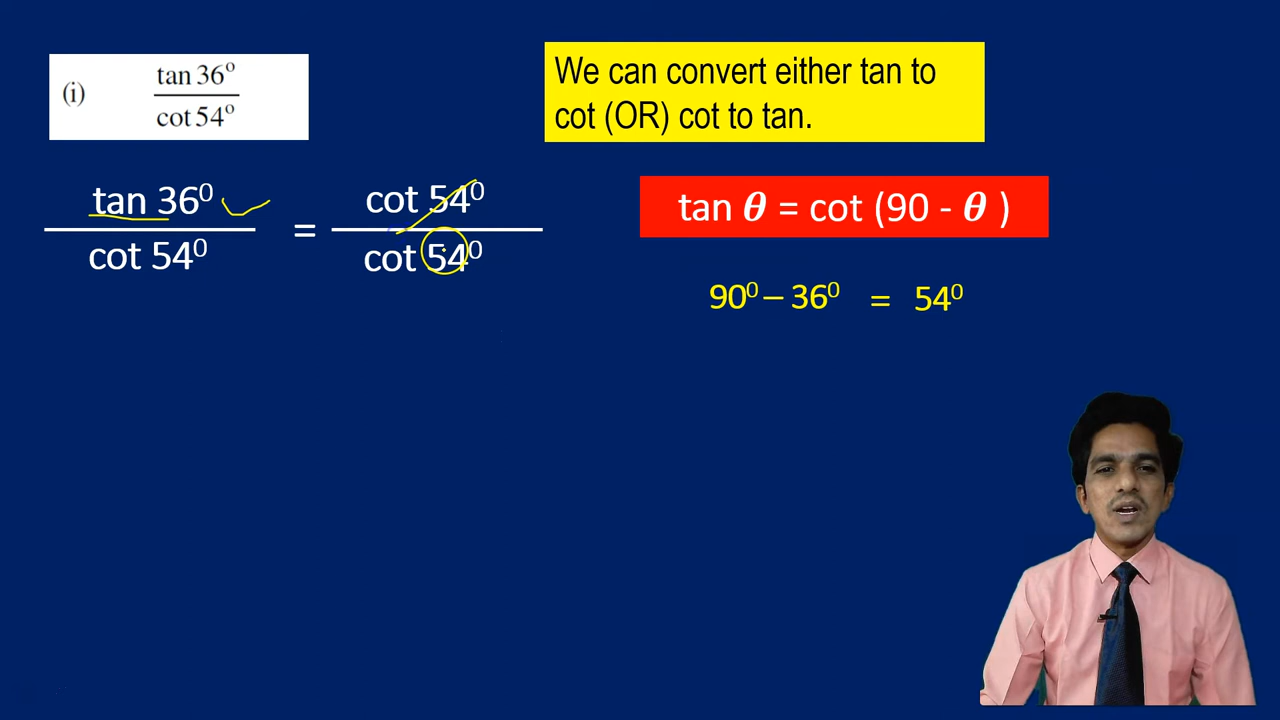 (i) tan 36°
cot 54°
We can convert either tan to
cot (OR) cot to tan.
tan 36⁰ = cot 54⁰
cot 54⁰ cot 54⁰
tan θ = cot (90 - θ )
90⁰ – 36⁰ = 54⁰